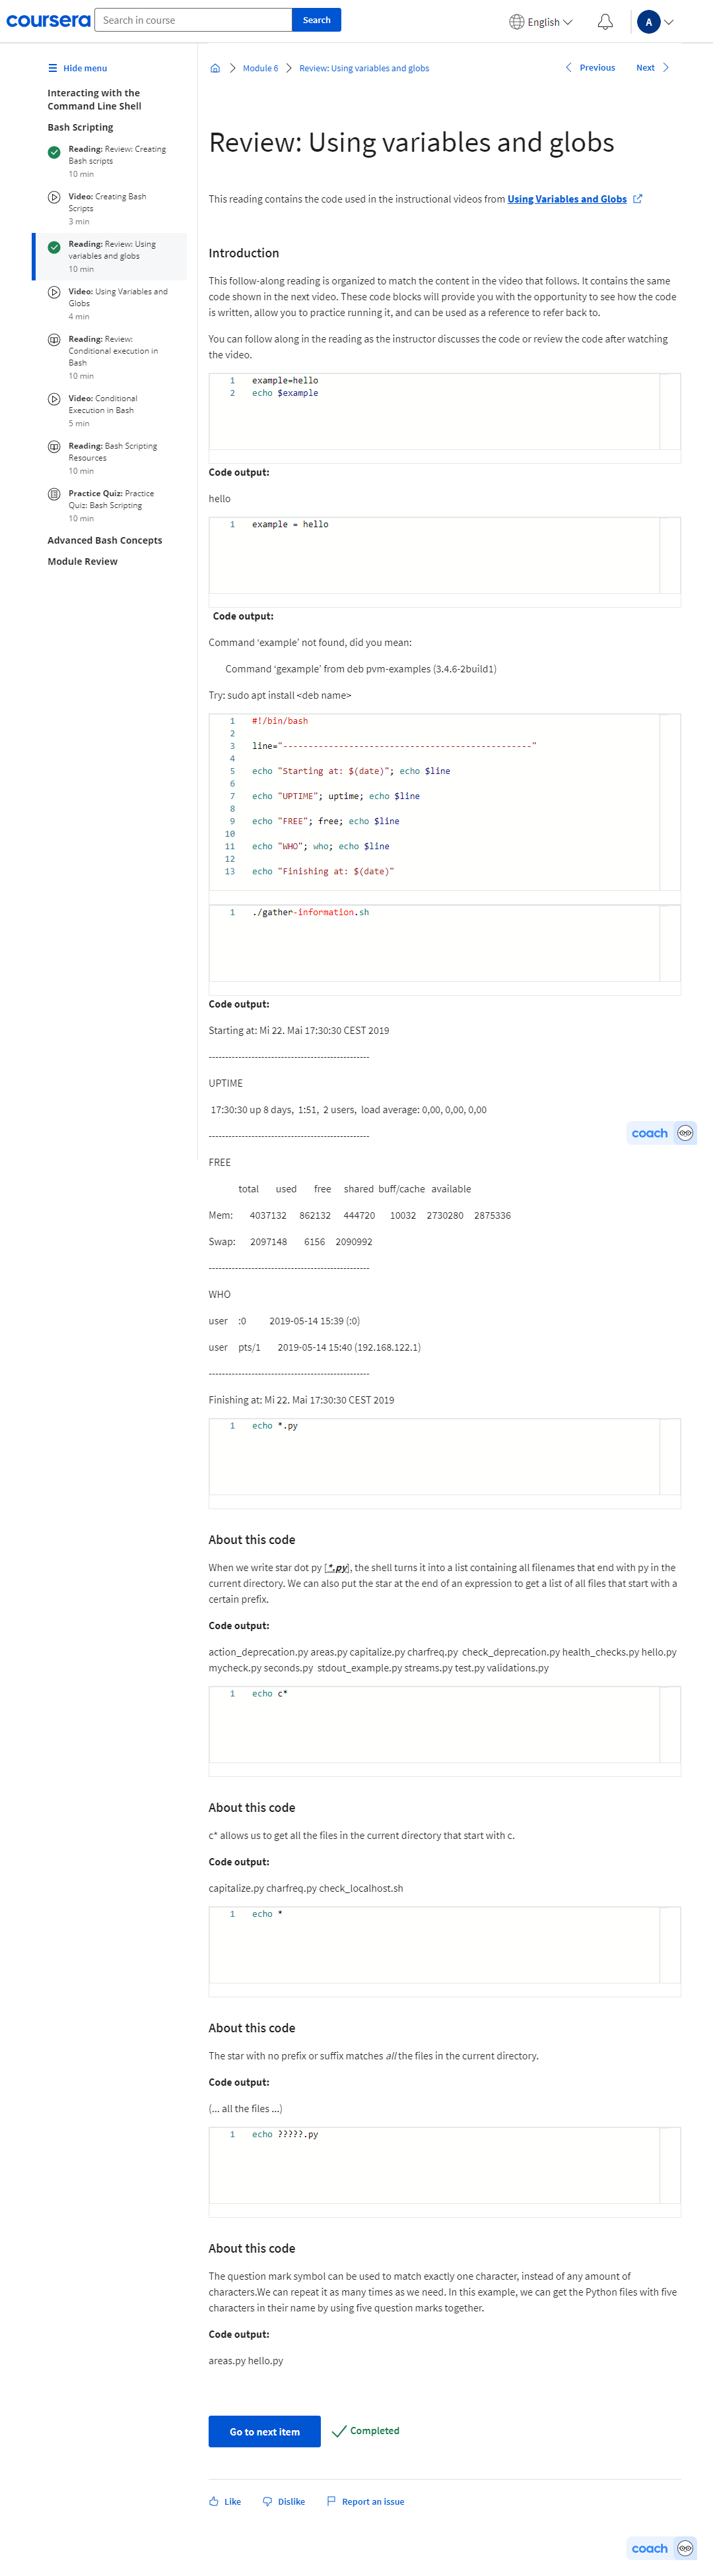 coursera
Search in course
Search
English
A
Hide menu
Interacting with the
Command Line Shell
Bash Scripting
Reading: Review: Creating
Bash scripts
10 min
Video: Creating Bash
Scripts
3 min
Reading: Review: Using
variables and globs
10 min
Video: Using Variables and
Globs
4 min
Reading: Review:
Conditional execution in
Bash
10 min
Video: Conditional
Execution in Bash
5 min
Reading: Bash Scripting
Resources
10 min
Practice Quiz: Practice
Quiz: Bash Scripting
10 min
Advanced Bash Concepts
Module Review
Module 6
Review: Using variables and globs
Previous
Next
Review: Using variables and globs
This reading contains the code used in the instructional videos from Using Variables and Globs
Introduction
This follow-along reading is organized to match the content in the video that follows. It contains the same
code shown in the next video. These code blocks will provide you with the opportunity to see how the code
is written, allow you to practice running it, and can be used as a reference to refer back to.
You can follow along in the reading as the instructor discusses the code or review the code after watching
the video.
1 example=hello
2 echo $example
Code output:
hello
1 example = hello
Code output:
Command ‘example’ not found, did you mean:
Command ‘gexample’ from deb pvm-examples (3.4.6-2build1)
Try: sudo apt install <deb name>
1 #!/bin/bash
2
3 line="-------------------------------------------------"
4
5 echo "Starting at: $(date)"; echo $line
6
7 echo "UPTIME"; uptime; echo $line
8
9 echo "FREE"; free; echo $line
10
11 echo "WHO"; who; echo $line
12
13 echo "Finishing at: $(date)"
1 ./gather-information.sh
Code output:
Starting at: Mi 22. Mai 17:30:30 CEST 2019
-------------------------------------------------
UPTIME
17:30:30 up 8 days, 1:51, 2 users, load average: 0,00, 0,00, 0,00
-------------------------------------------------
FREE
total used free shared buff/cache available
Mem: 4037132 862132 444720 10032 2730280 2875336
Swap: 2097148 6156 2090992
-------------------------------------------------
WHO
user :0 2019-05-14 15:39 (:0)
user pts/1 2019-05-14 15:40 (192.168.122.1)
-------------------------------------------------
Finishing at: Mi 22. Mai 17:30:30 CEST 2019
1 echo *.py
About this code
When we write star dot py [*.py], the shell turns it into a list containing all filenames that end with py in the
current directory. We can also put the star at the end of an expression to get a list of all files that start with a
certain prefix.
Code output:
action_deprecation.py areas.py capitalize.py charfreq.py check_deprecation.py health_checks.py hello.py
mycheck.py seconds.py stdout_example.py streams.py test.py validations.py
1 echo c*
About this code
c* allows us to get all the files in the current directory that start with c.
Code output:
capitalize.py charfreq.py check_localhost.sh
1 echo *
About this code
The star with no prefix or suffix matches all the files in the current directory.
Code output:
(... all the files ...)
1 echo ?????.py
About this code
The question mark symbol can be used to match exactly one character, instead of any amount of
characters.We can repeat it as many times as we need. In this example, we can get the Python files with five
characters in their name by using five question marks together.
Code output:
areas.py hello.py
Go to next item
Completed
Like
Dislike
Report an issue
coach
coach